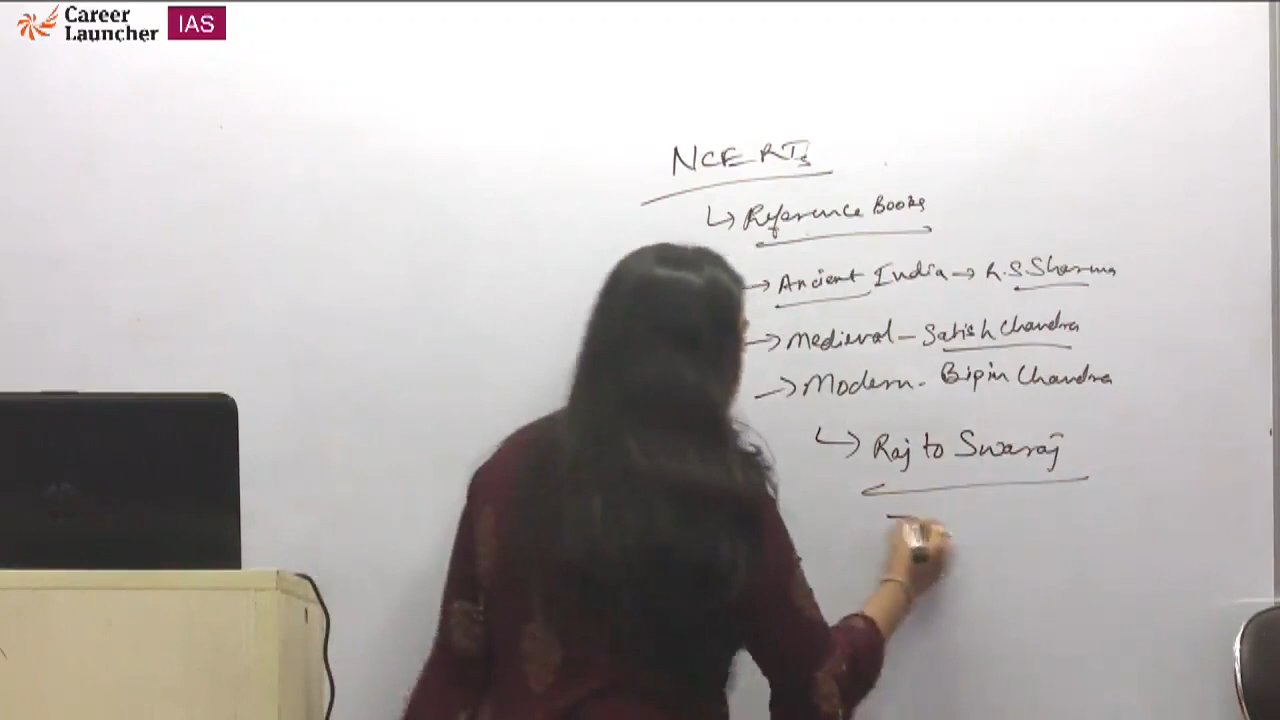 Career
Launcher IAS
NCERTs
↳ Reference Books
→ Ancient India → R.S. Sharma
→ Medieval – Satish Chandra
→ Modern - Bipin Chandra
↳ Raj to Swaraj